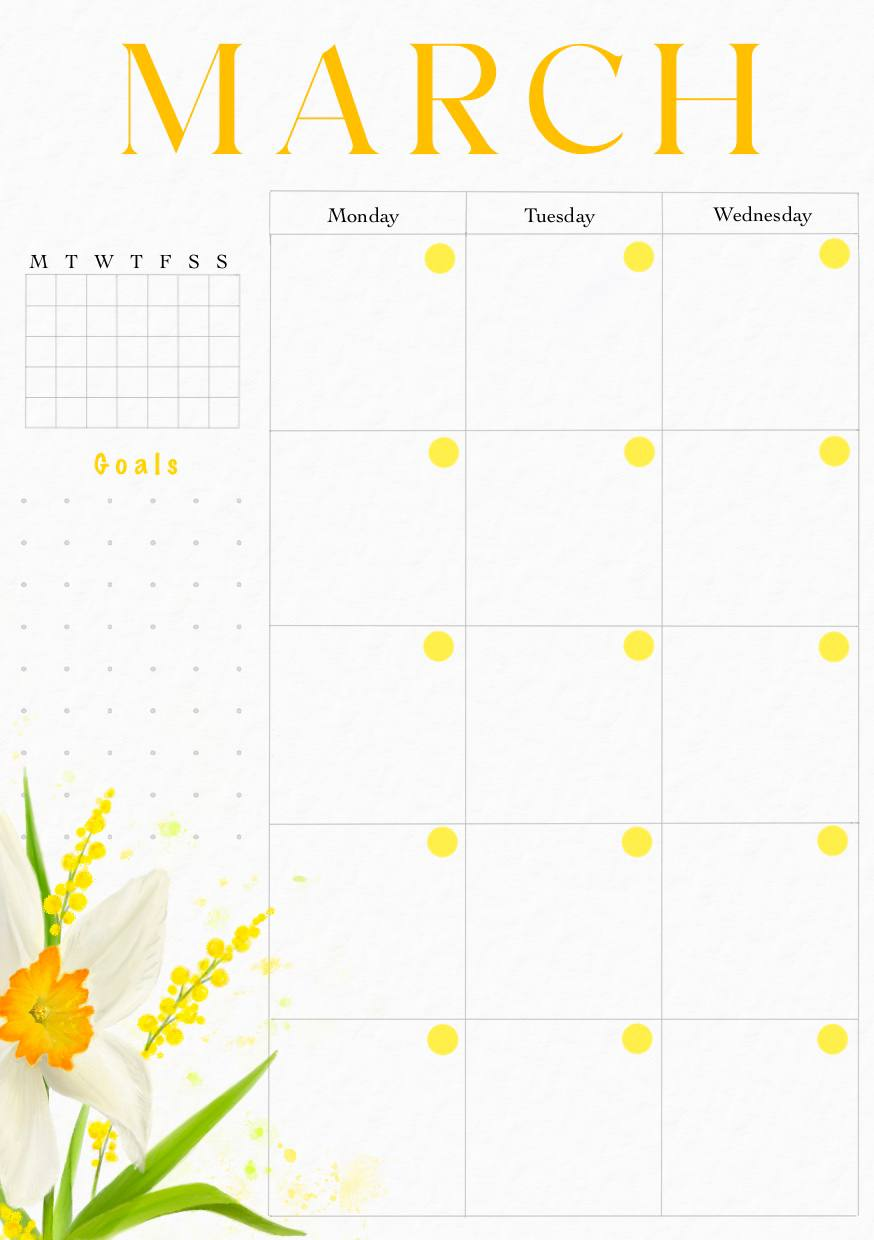 MARCH
Monday Tuesday Wednesday
M T W T F S S
Goals